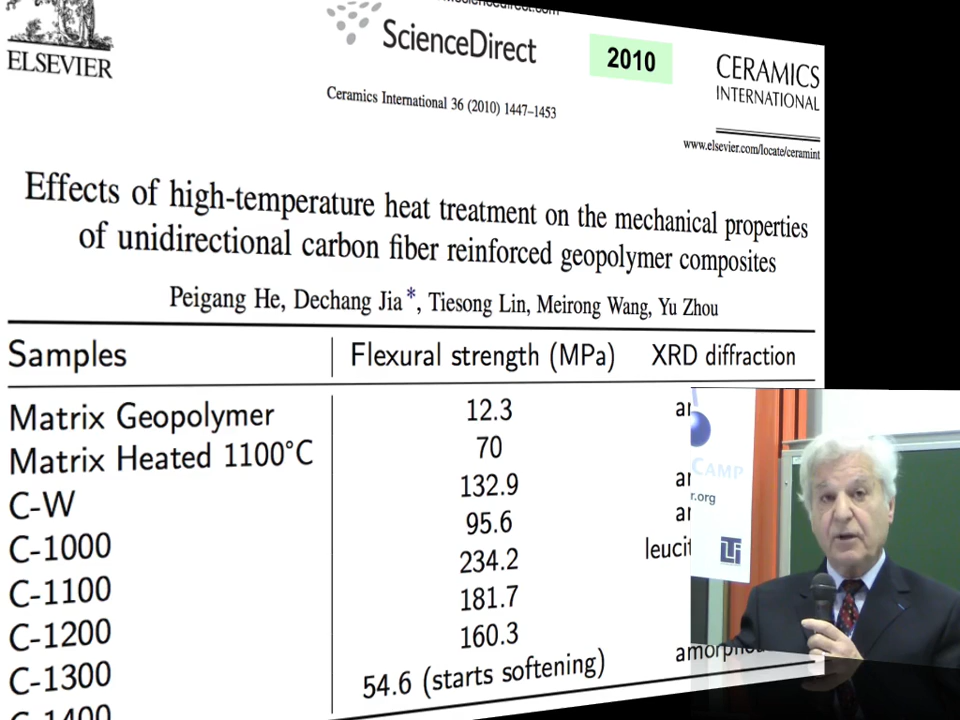 ELSEVIER
ScienceDirect
2010
CERAMICS
INTERNATIONAL
Ceramics International 36 (2010) 1447–1453
www.elsevier.com/locate/ceramint
Effects of high-temperature heat treatment on the mechanical properties
of unidirectional carbon fiber reinforced geopolymer composites
Peigang He, Dechang Jia*, Tiesong Lin, Meirong Wang, Yu Zhou
Samples Flexural strength (MPa) XRD diffraction
Matrix Geopolymer 12.3
Matrix Heated 1100°C 70
C-W 132.9
C-1000 95.6
C-1100 234.2
C-1200 181.7
C-1300 160.3
C-1400 54.6 (starts softening)
CAMP
r.org